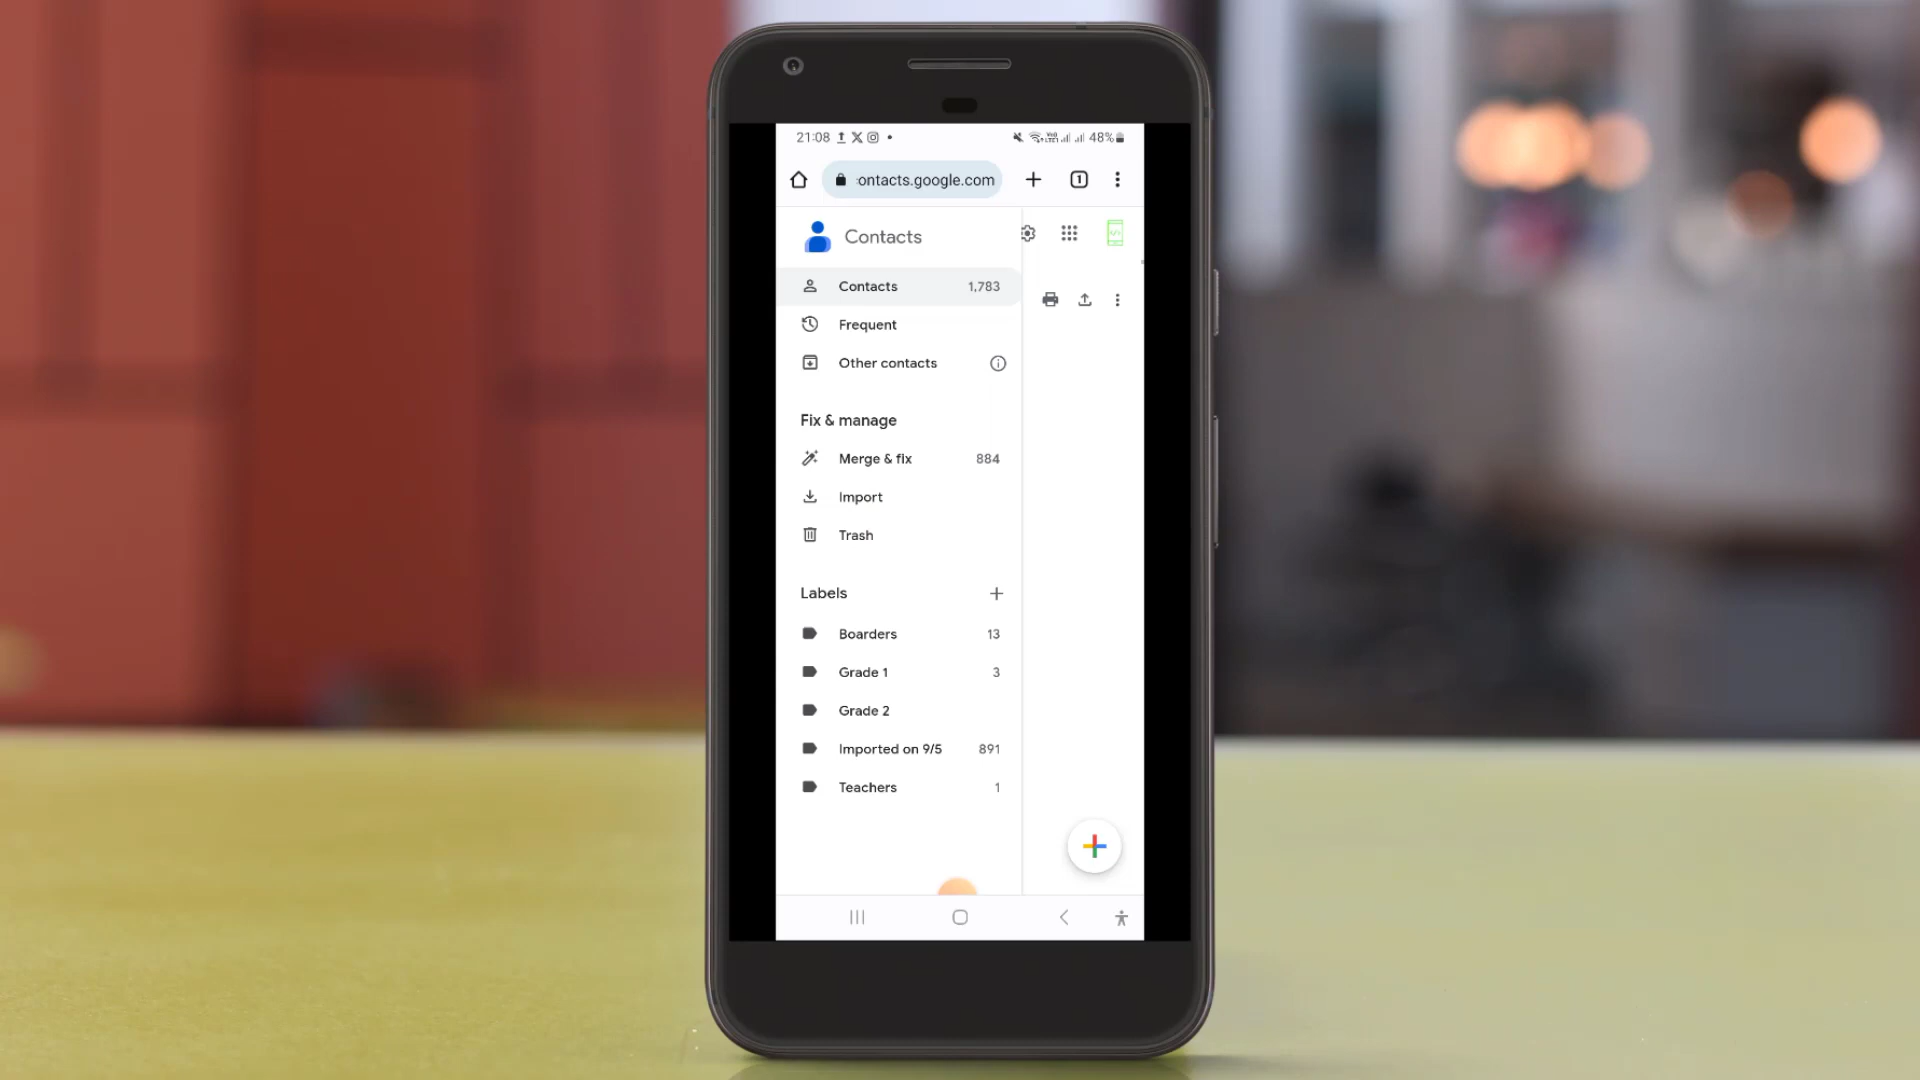 21:08 48%
ontacts.google.com 1
Contacts
Contacts 1,783
Frequent
Other contacts
Fix & manage
Merge & fix 884
Import
Trash
Labels
Boarders 13
Grade 1 3
Grade 2
Imported on 9/5 891
Teachers 1